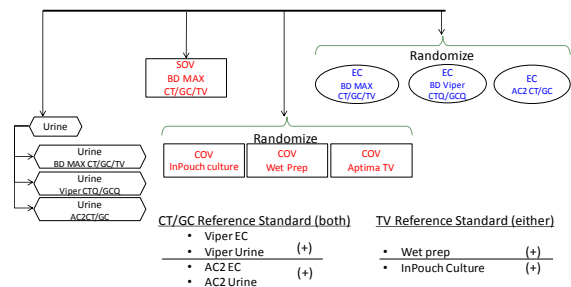 Randomize
SOV
BD MAX
CT/GC/TV
EC
BD MAX
CT/GC/TV
EC
BD Viper
CTQ/GCQ
EC
AC2 CT/GC
Urine
Urine
BD MAX CT/GC/TV
Urine
Viper CTQ/GCQ
Urine
AC2CT/GC
Randomize
COV
InPouch culture
COV
Wet Prep
COV
Aptima TV
CT/GC Reference Standard (both)
• Viper EC
• Viper Urine (+)
• AC2 EC (+)
• AC2 Urine
TV Reference Standard (either)
• Wet prep (+)
• InPouch Culture (+)